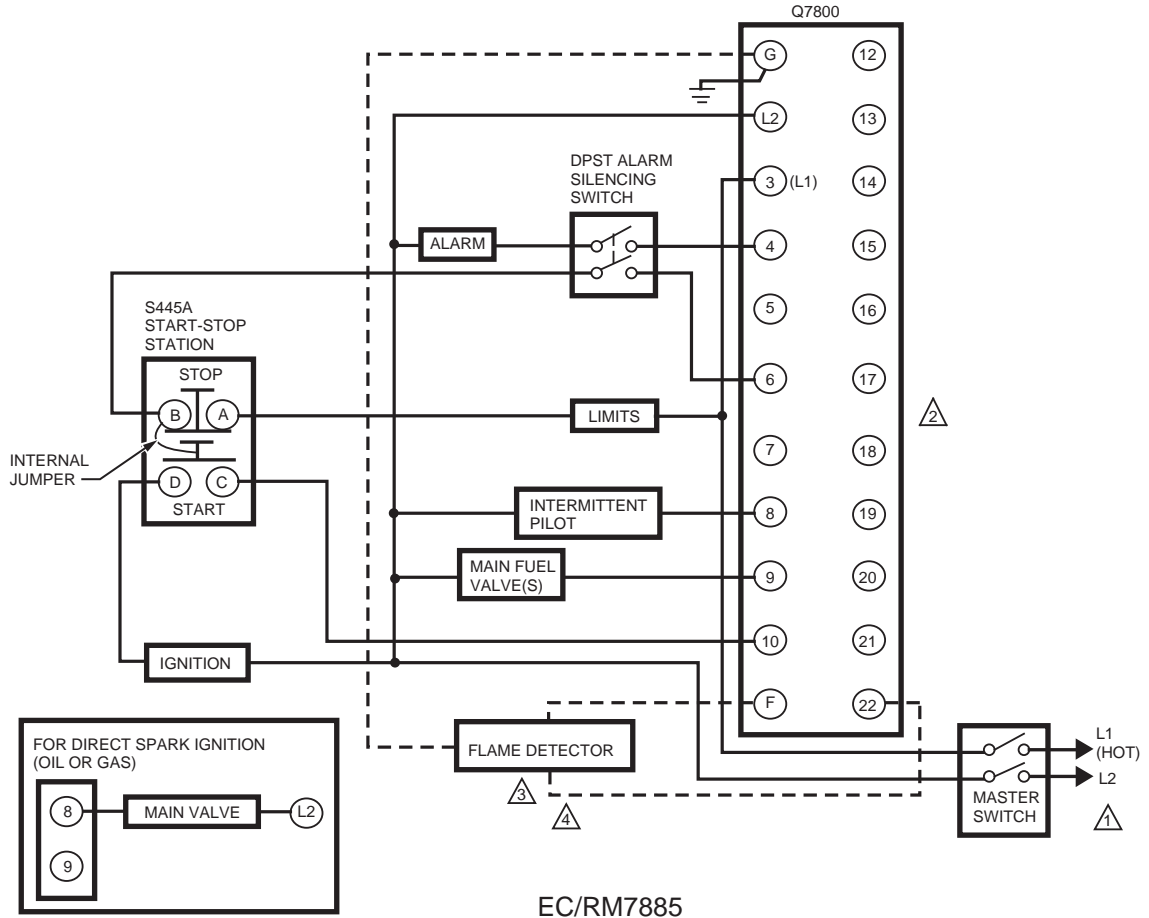 Q7800
G
12
L2
13
3
(L1)
14
DPST ALARM
SILENCING
SWITCH
ALARM
4
15
5
16
S445A
START-STOP
STATION
STOP
6
17
B
A
LIMITS
2
INTERNAL
JUMPER
7
18
D
C
START
INTERMITTENT
PILOT
8
19
MAIN FUEL
VALVE(S)
9
20
10
21
IGNITION
F
22
FLAME DETECTOR
3
4
L1
(HOT)
L2
MASTER
SWITCH
1
FOR DIRECT SPARK IGNITION
(OIL OR GAS)
8
MAIN VALVE
L2
9
EC/RM7885